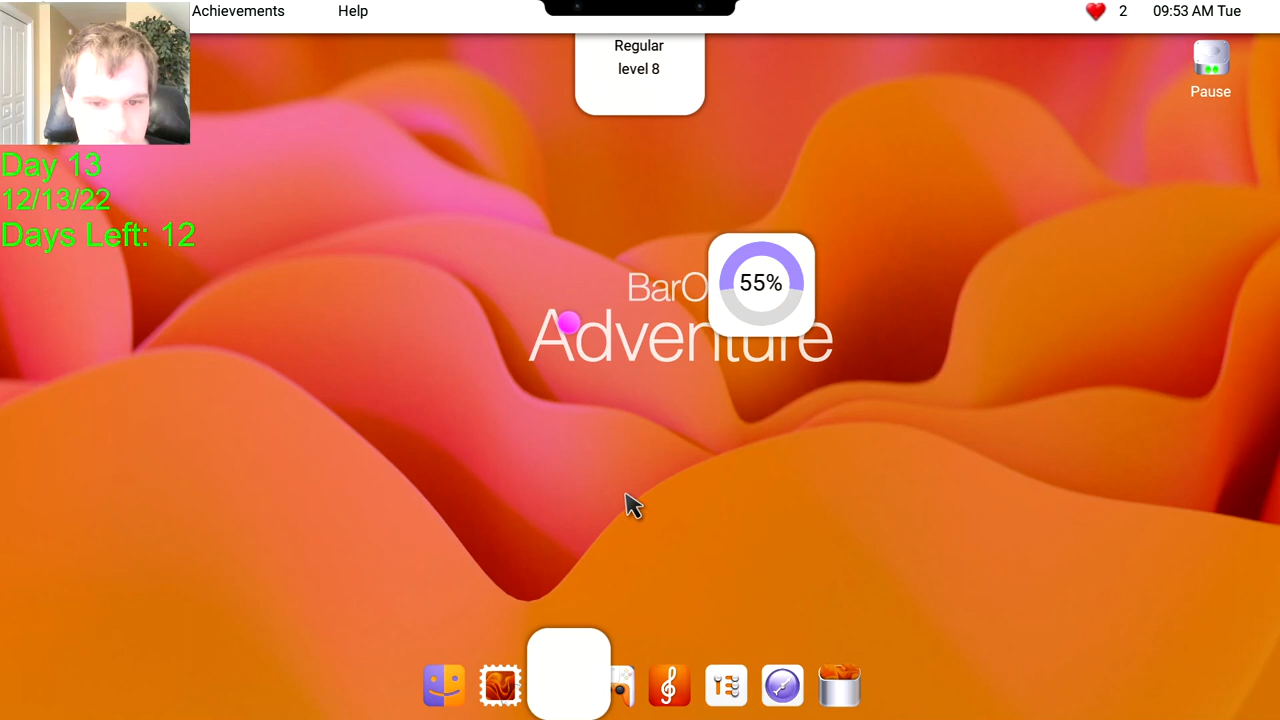 Achievements
Help
2
09:53 AM Tue
Regular
level 8
Pause
Day 13
12/13/22
Days Left: 12
55%
BarO
Adventure